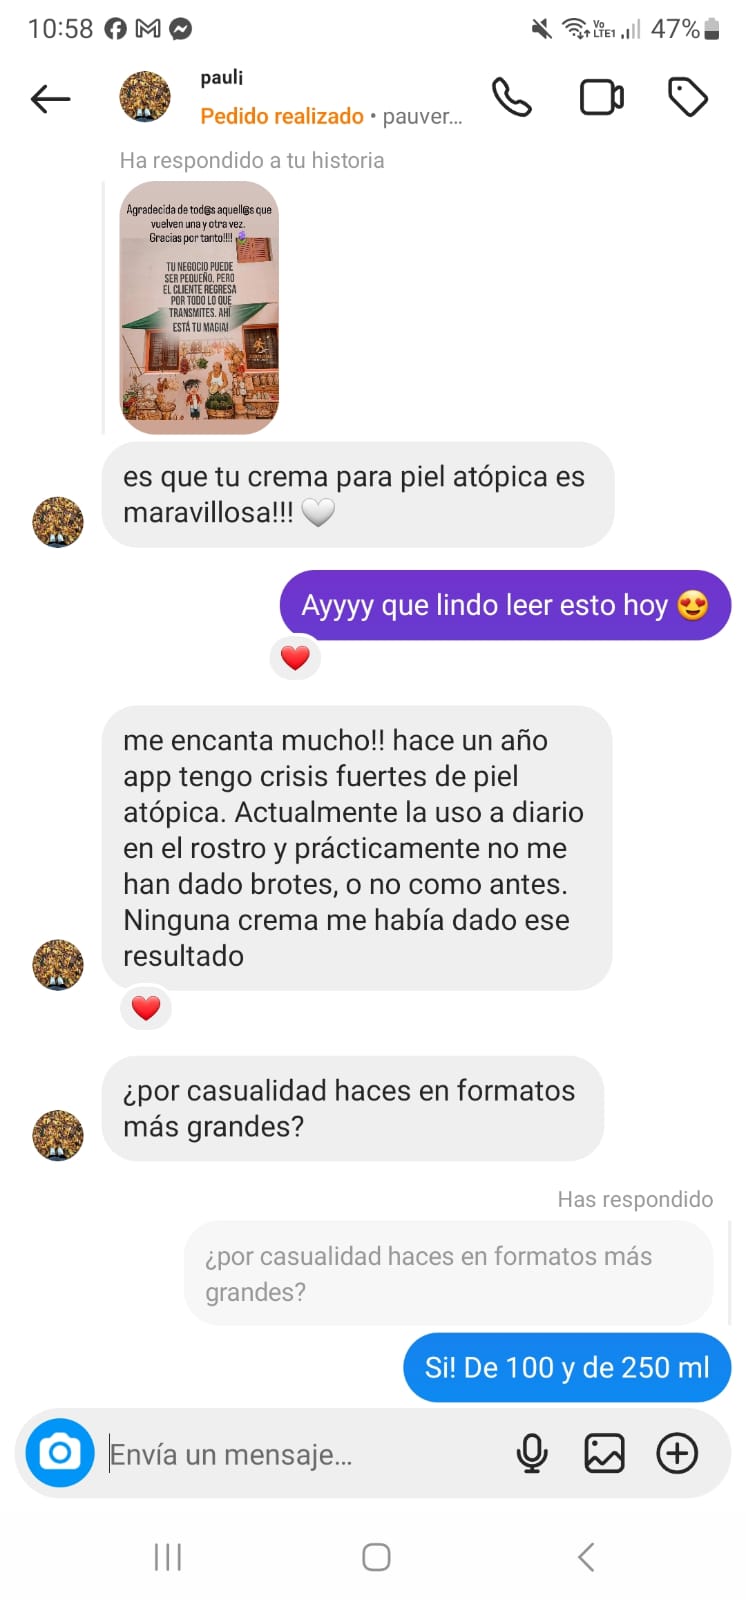 10:58
Vo
LTE1
47%
pauli
Pedido realizado • pauver...
Ha respondido a tu historia
Agradecida de tod@s aquell@s que
vuelven una y otra vez.
Gracias por tanto!!!!
TU NEGOCIO PUEDE
SER PEQUEÑO, PERO
EL CLIENTE REGRESA
POR TODO LO QUE
TRANSMITES. AHÍ
ESTÁ TU MAGIA!
es que tu crema para piel atópica es
maravillosa!!! 🤍
Ayyyy que lindo leer esto hoy 😍
❤️
me encanta mucho!! hace un año
app tengo crisis fuertes de piel
atópica. Actualmente la uso a diario
en el rostro y prácticamente no me
han dado brotes, o no como antes.
Ninguna crema me había dado ese
resultado
❤️
¿por casualidad haces en formatos
más grandes?
Has respondido
¿por casualidad haces en formatos más
grandes?
Si! De 100 y de 250 ml
Envía un mensaje...